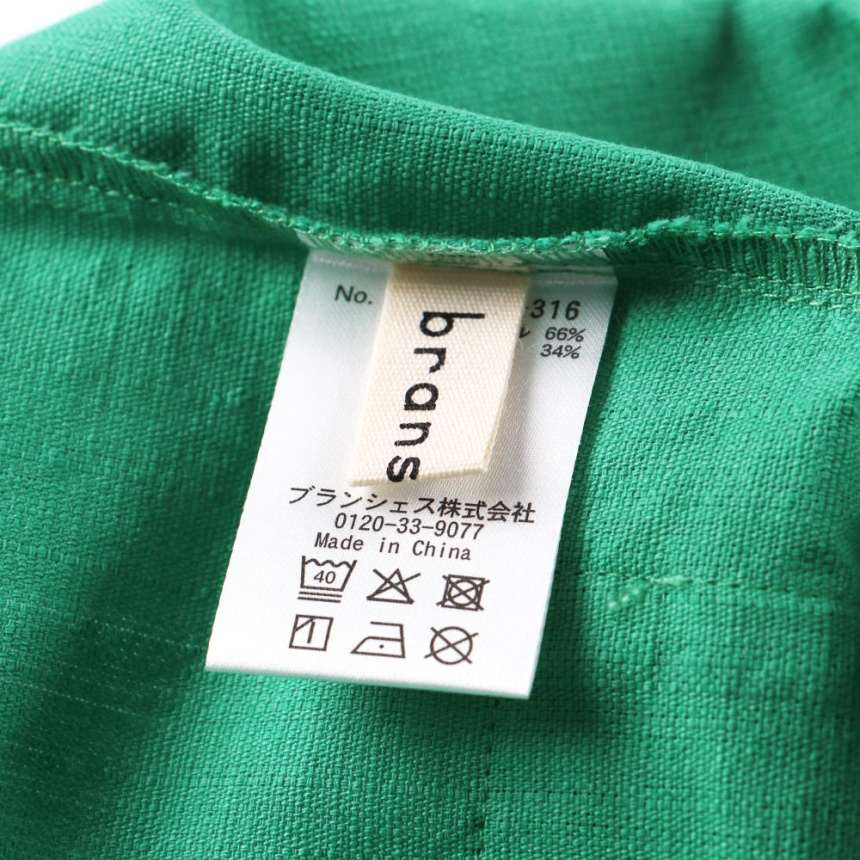 No. -316
66%
34%
brans
ブランシェス株式会社
0120-33-9077
Made in China
40